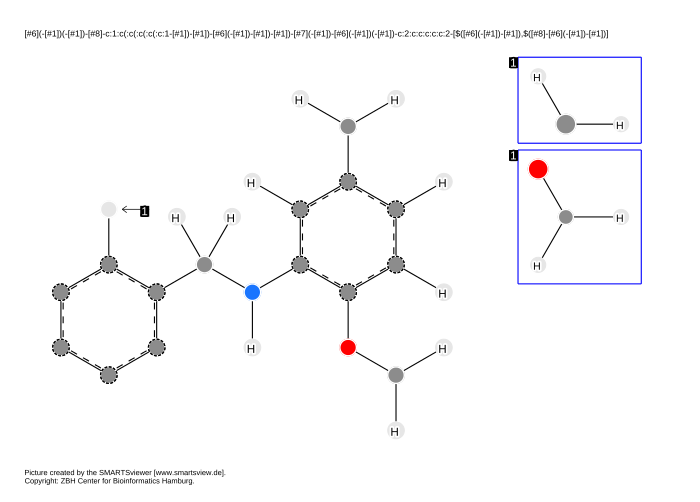 [#6](-[#1])(-[#1])-[#8]-c:1:c(:c(:c(:c(:c:1-[#1])-[#1])-[#6](-[#1])-[#1])-[#1])-[#7](-[#1])-[#6](-[#1])(-[#1])-c:2:c:c:c:c:c:2-[$([#6](-[#1])-[#1]),$([#8]-[#6](-[#1])-[#1])]
1
H
H
1
H
H
H
H
H
H
1
H
H
H
H
H
H
H
Picture created by the SMARTSviewer [www.smartsview.de].
Copyright: ZBH Center for Bioinformatics Hamburg.